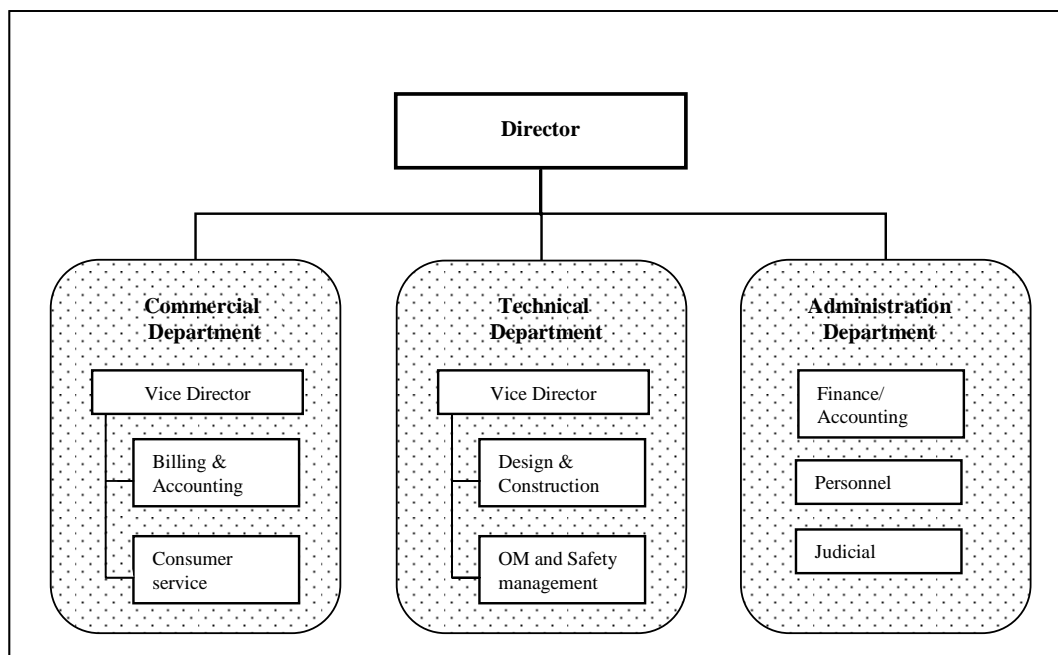 Director
Commercial
Department
Vice Director
Billing &
Accounting
Consumer
service
Technical
Department
Vice Director
Design &
Construction
OM and Safety
management
Administration
Department
Finance/
Accounting
Personnel
Judicial